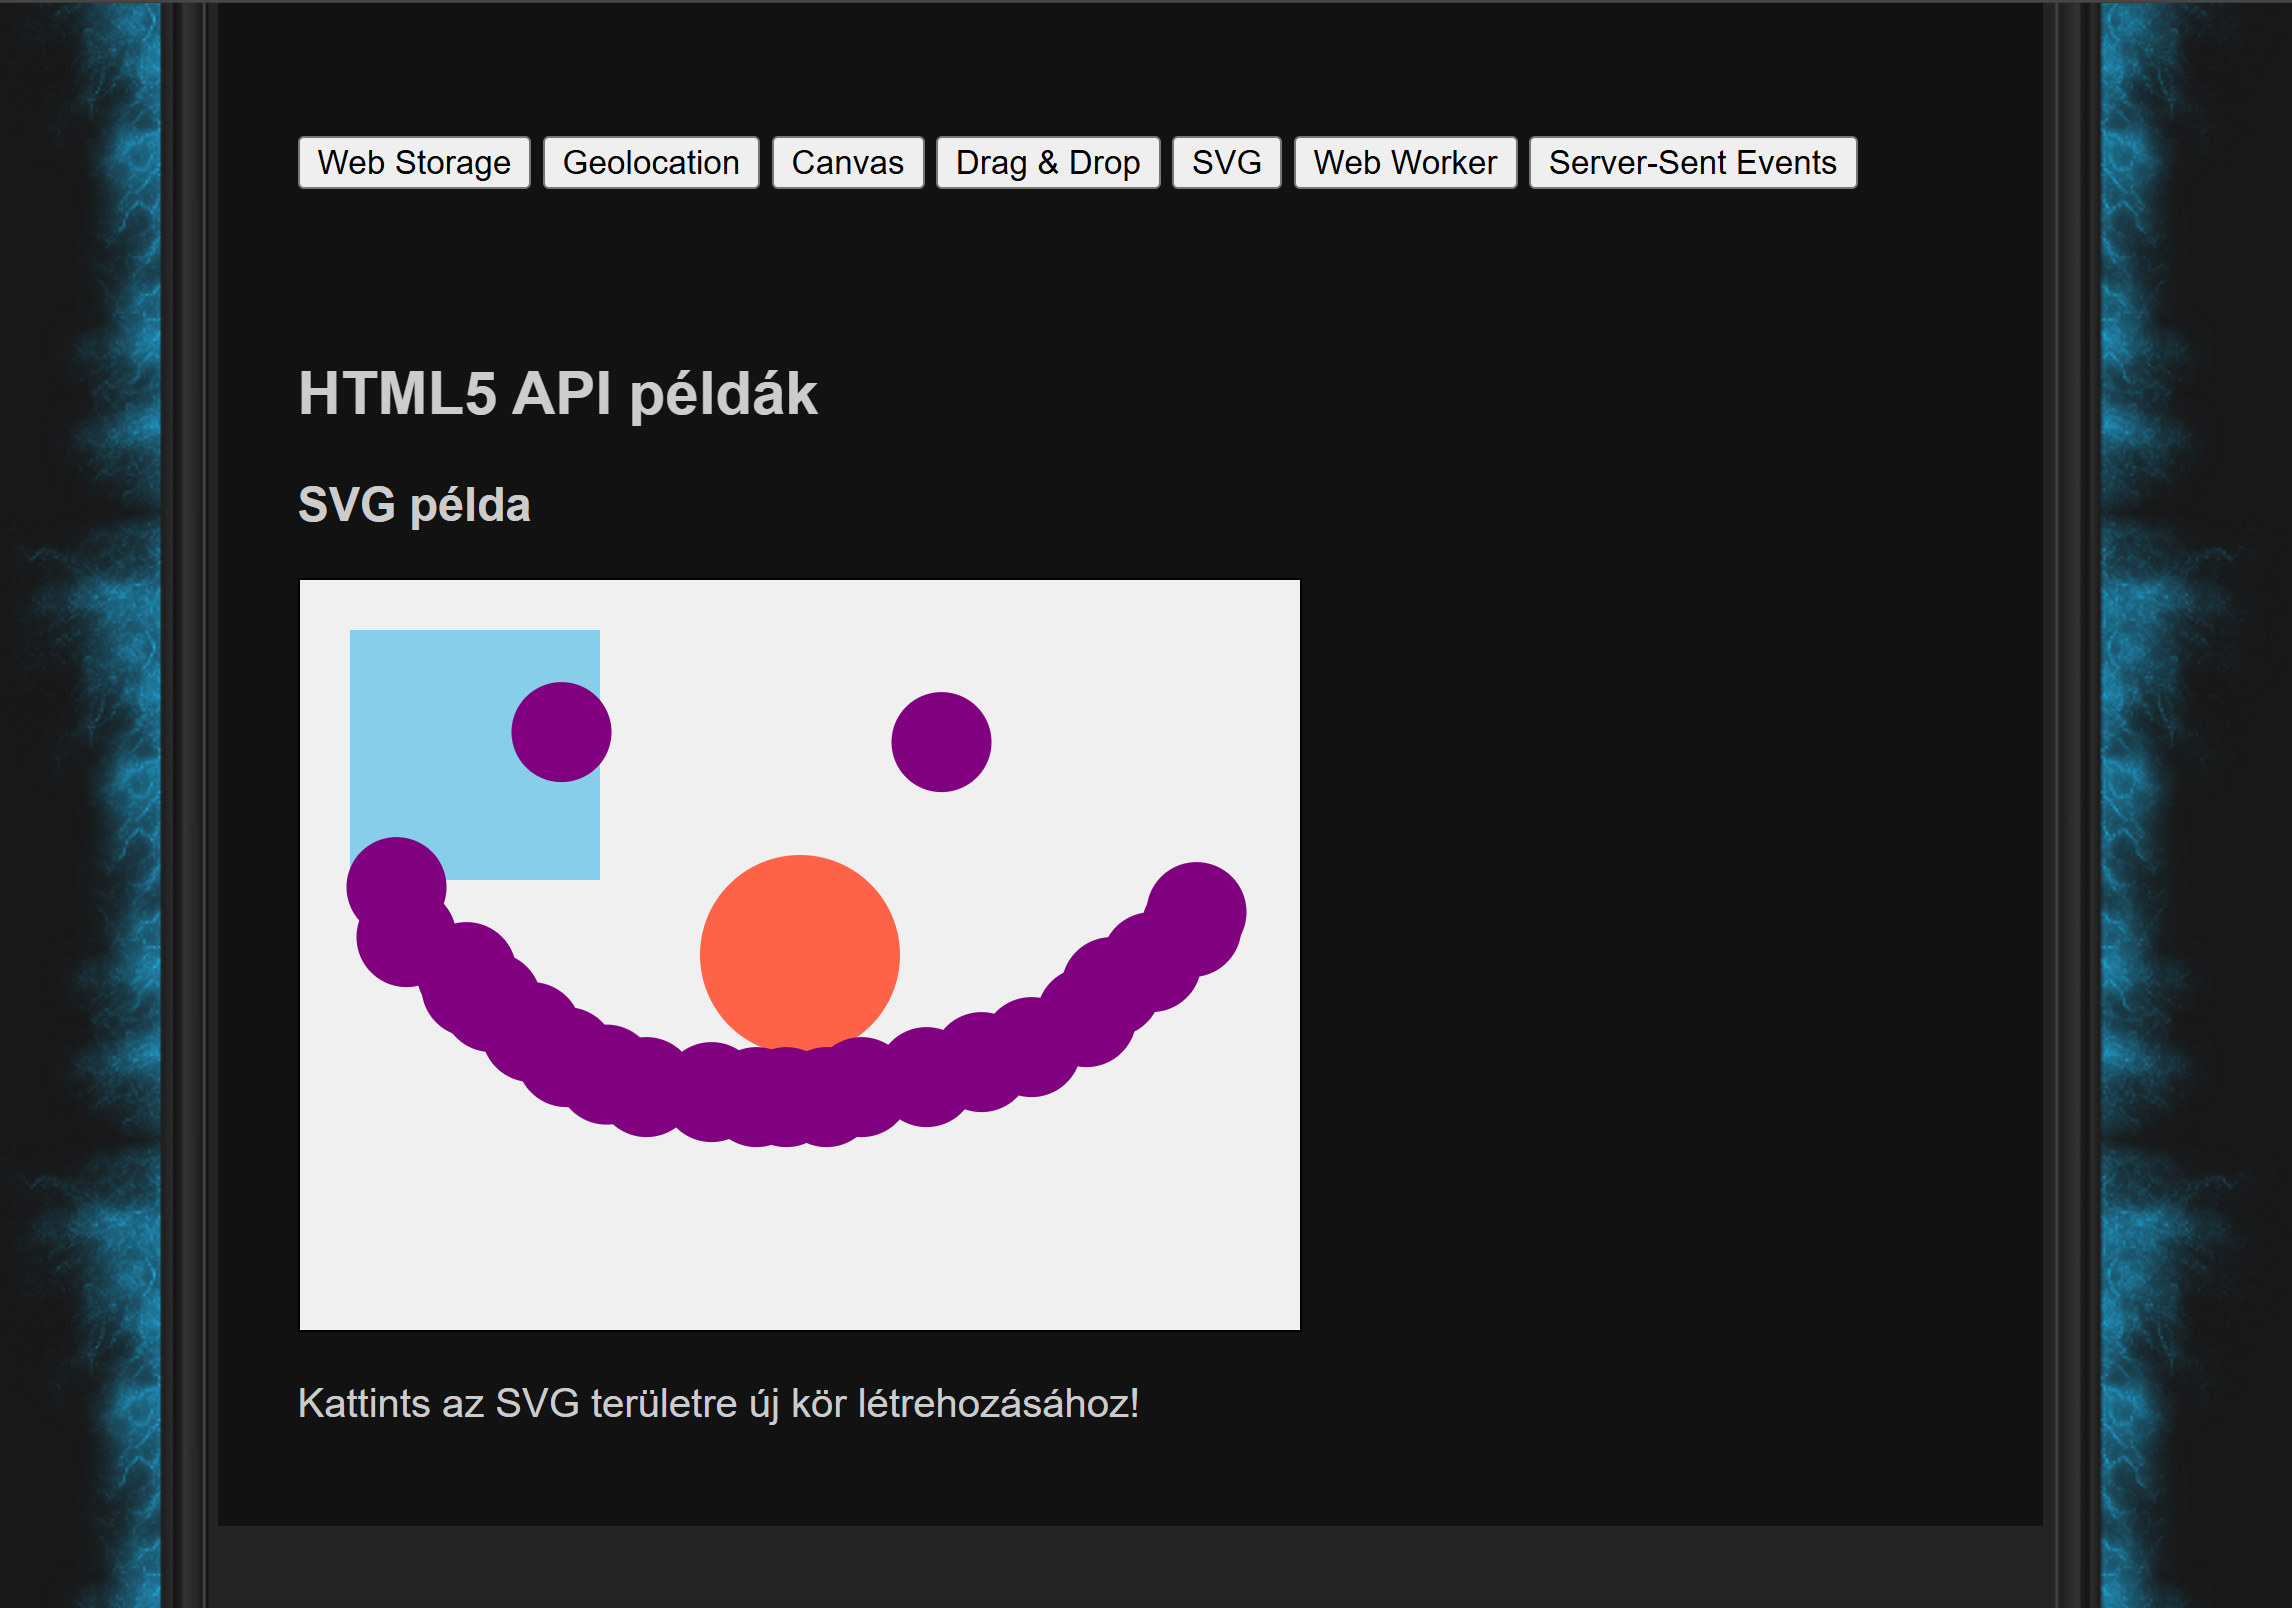 Web Storage Geolocation Canvas Drag & Drop SVG Web Worker Server-Sent Events
HTML5 API példák
SVG példa
Kattints az SVG területre új kör létrehozásához!